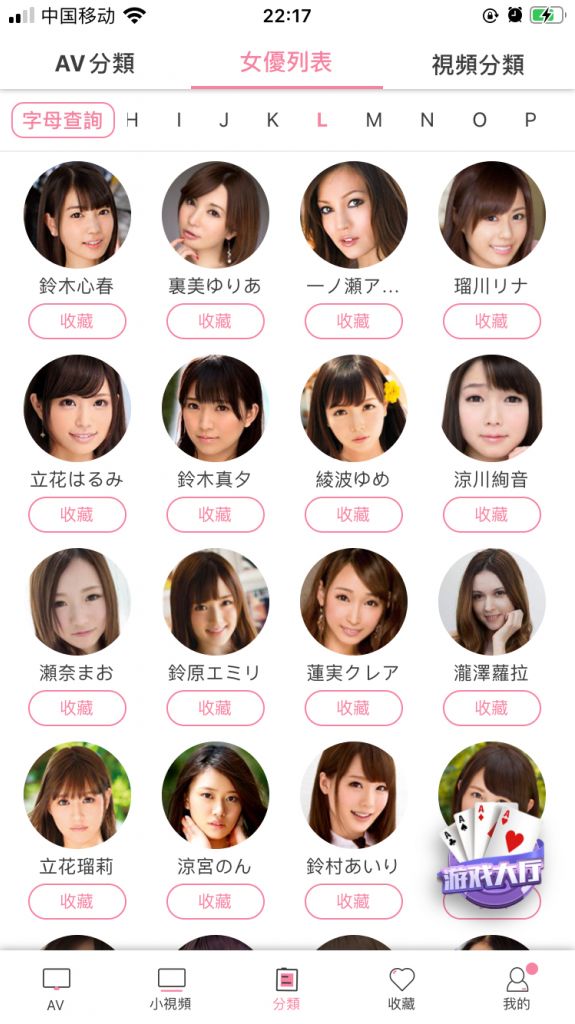 中国移动
22:17
AV分類
女優列表
視頻分類
字母查詢
H I J K L M N O P
鈴木心春 裏美ゆりあ 一ノ瀬ア... 瑠川リナ
收藏 收藏 收藏 收藏
立花はるみ 鈴木真夕 綾波ゆめ 涼川絢音
收藏 收藏 收藏 收藏
瀬奈まお 鈴原エミリ 蓮実クレア 瀧澤蘿拉
收藏 收藏 收藏 收藏
立花瑠莉 涼宮のん 鈴村あいり
收藏 收藏 收藏
A A A A
游戏大厅
AV 小視頻 分類 收藏 我的